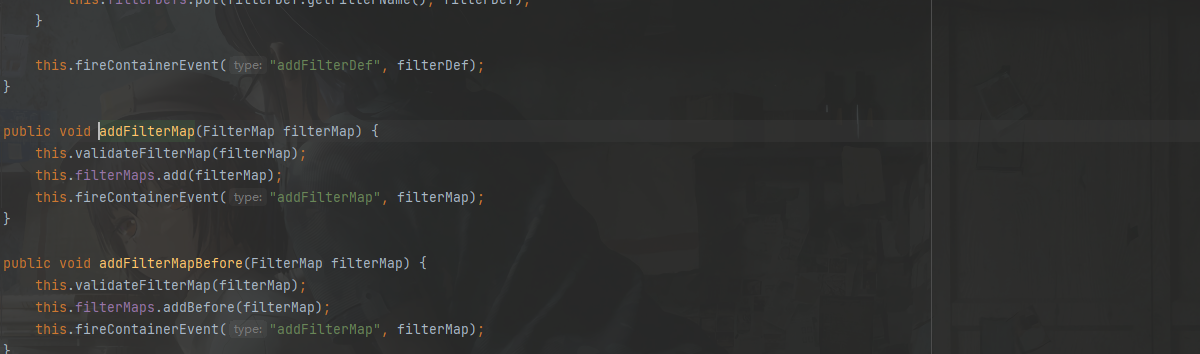 this.filterDefs.put(filterDef.getFilterName(), filterDef);
}
this.fireContainerEvent( type: "addFilterDef", filterDef);
}
public void addFilterMap(FilterMap filterMap) {
this.validateFilterMap(filterMap);
this.filterMaps.add(filterMap);
this.fireContainerEvent( type: "addFilterMap", filterMap);
}
public void addFilterMapBefore(FilterMap filterMap) {
this.validateFilterMap(filterMap);
this.filterMaps.addBefore(filterMap);
this.fireContainerEvent( type: "addFilterMap", filterMap);
}